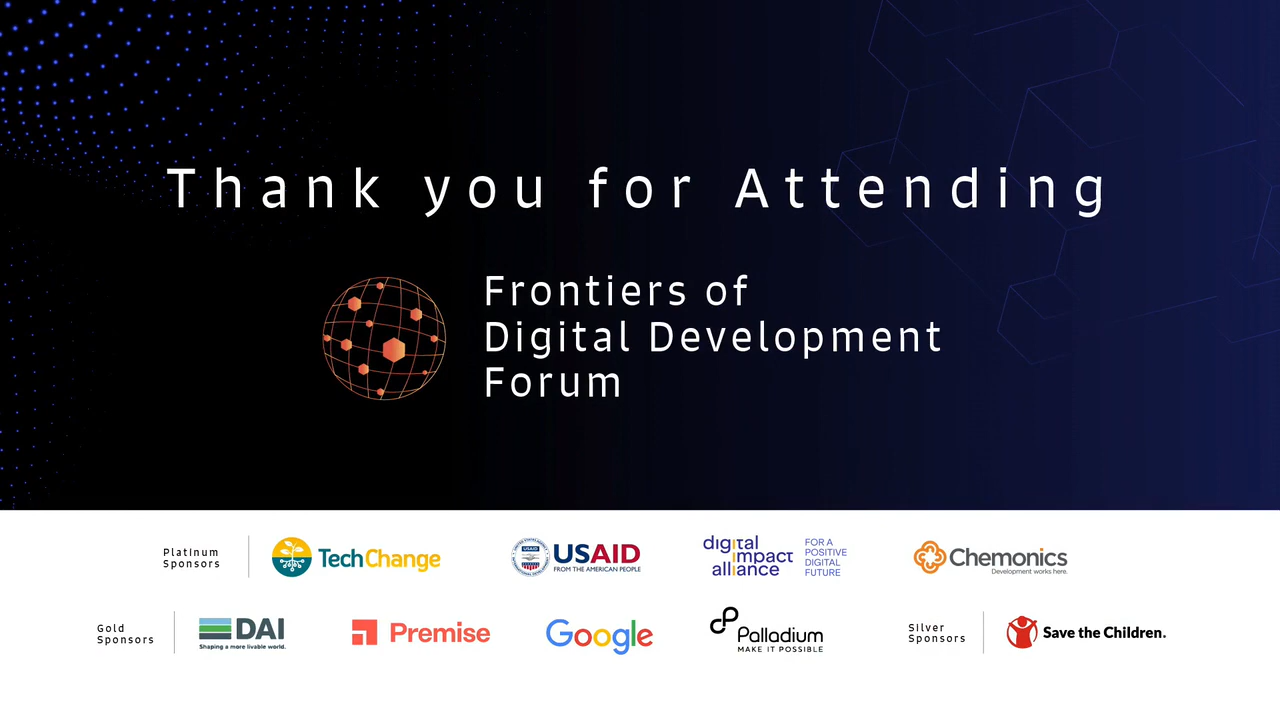 Thank you for Attending
Frontiers of
Digital Development
Forum
Platinum
Sponsors
TechChange
USAID
USAID
FROM THE AMERICAN PEOPLE
digital
impact
alliance
FOR A
POSITIVE
DIGITAL
FUTURE
Chemonics
Development works here.
Gold
Sponsors
DAI
Shaping a more livable world.
Premise
Google
Palladium
MAKE IT POSSIBLE
Silver
Sponsors
Save the Children.